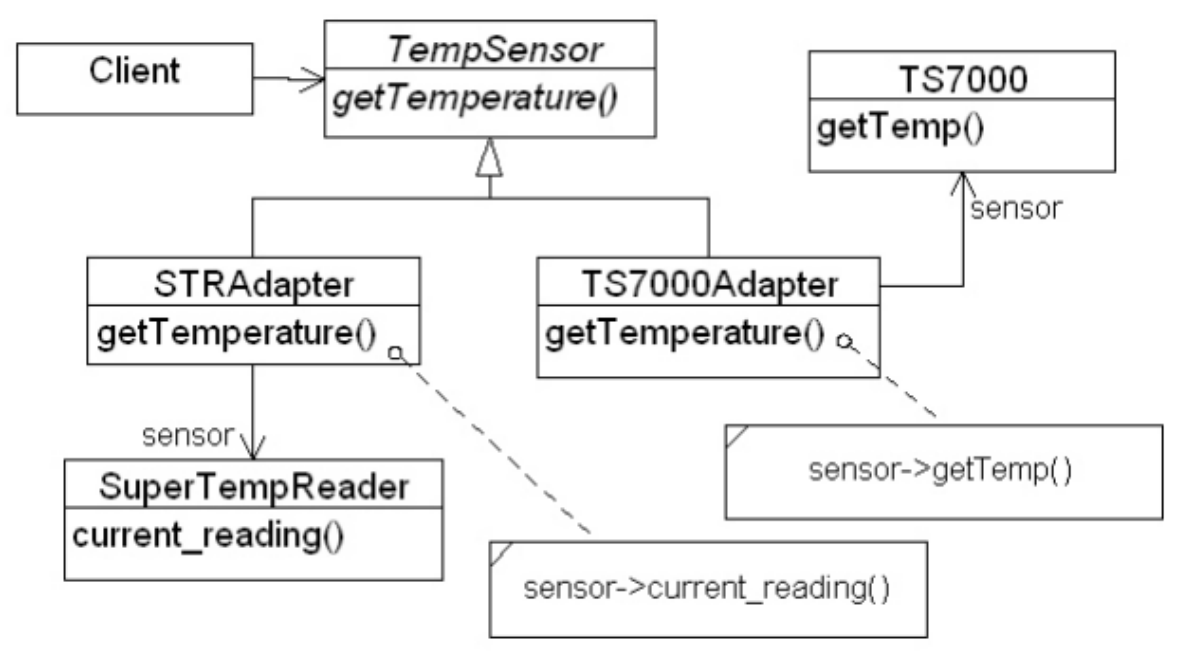 Client
TempSensor
getTemperature()
TS7000
getTemp()
sensor
STRAdapter
getTemperature()
TS7000Adapter
getTemperature()
sensor
SuperTempReader
current_reading()
sensor->getTemp()
sensor->current_reading()